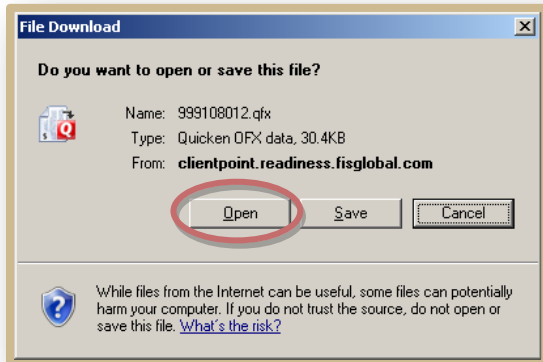 File Download
Do you want to open or save this file?
Name: 999108012.qfx
Type: Quicken OFX data, 30.4KB
From: clientpoint.readiness.fisglobal.com
Open Save Cancel
While files from the Internet can be useful, some files can potentially
harm your computer. If you do not trust the source, do not open or
save this file. What's the risk?